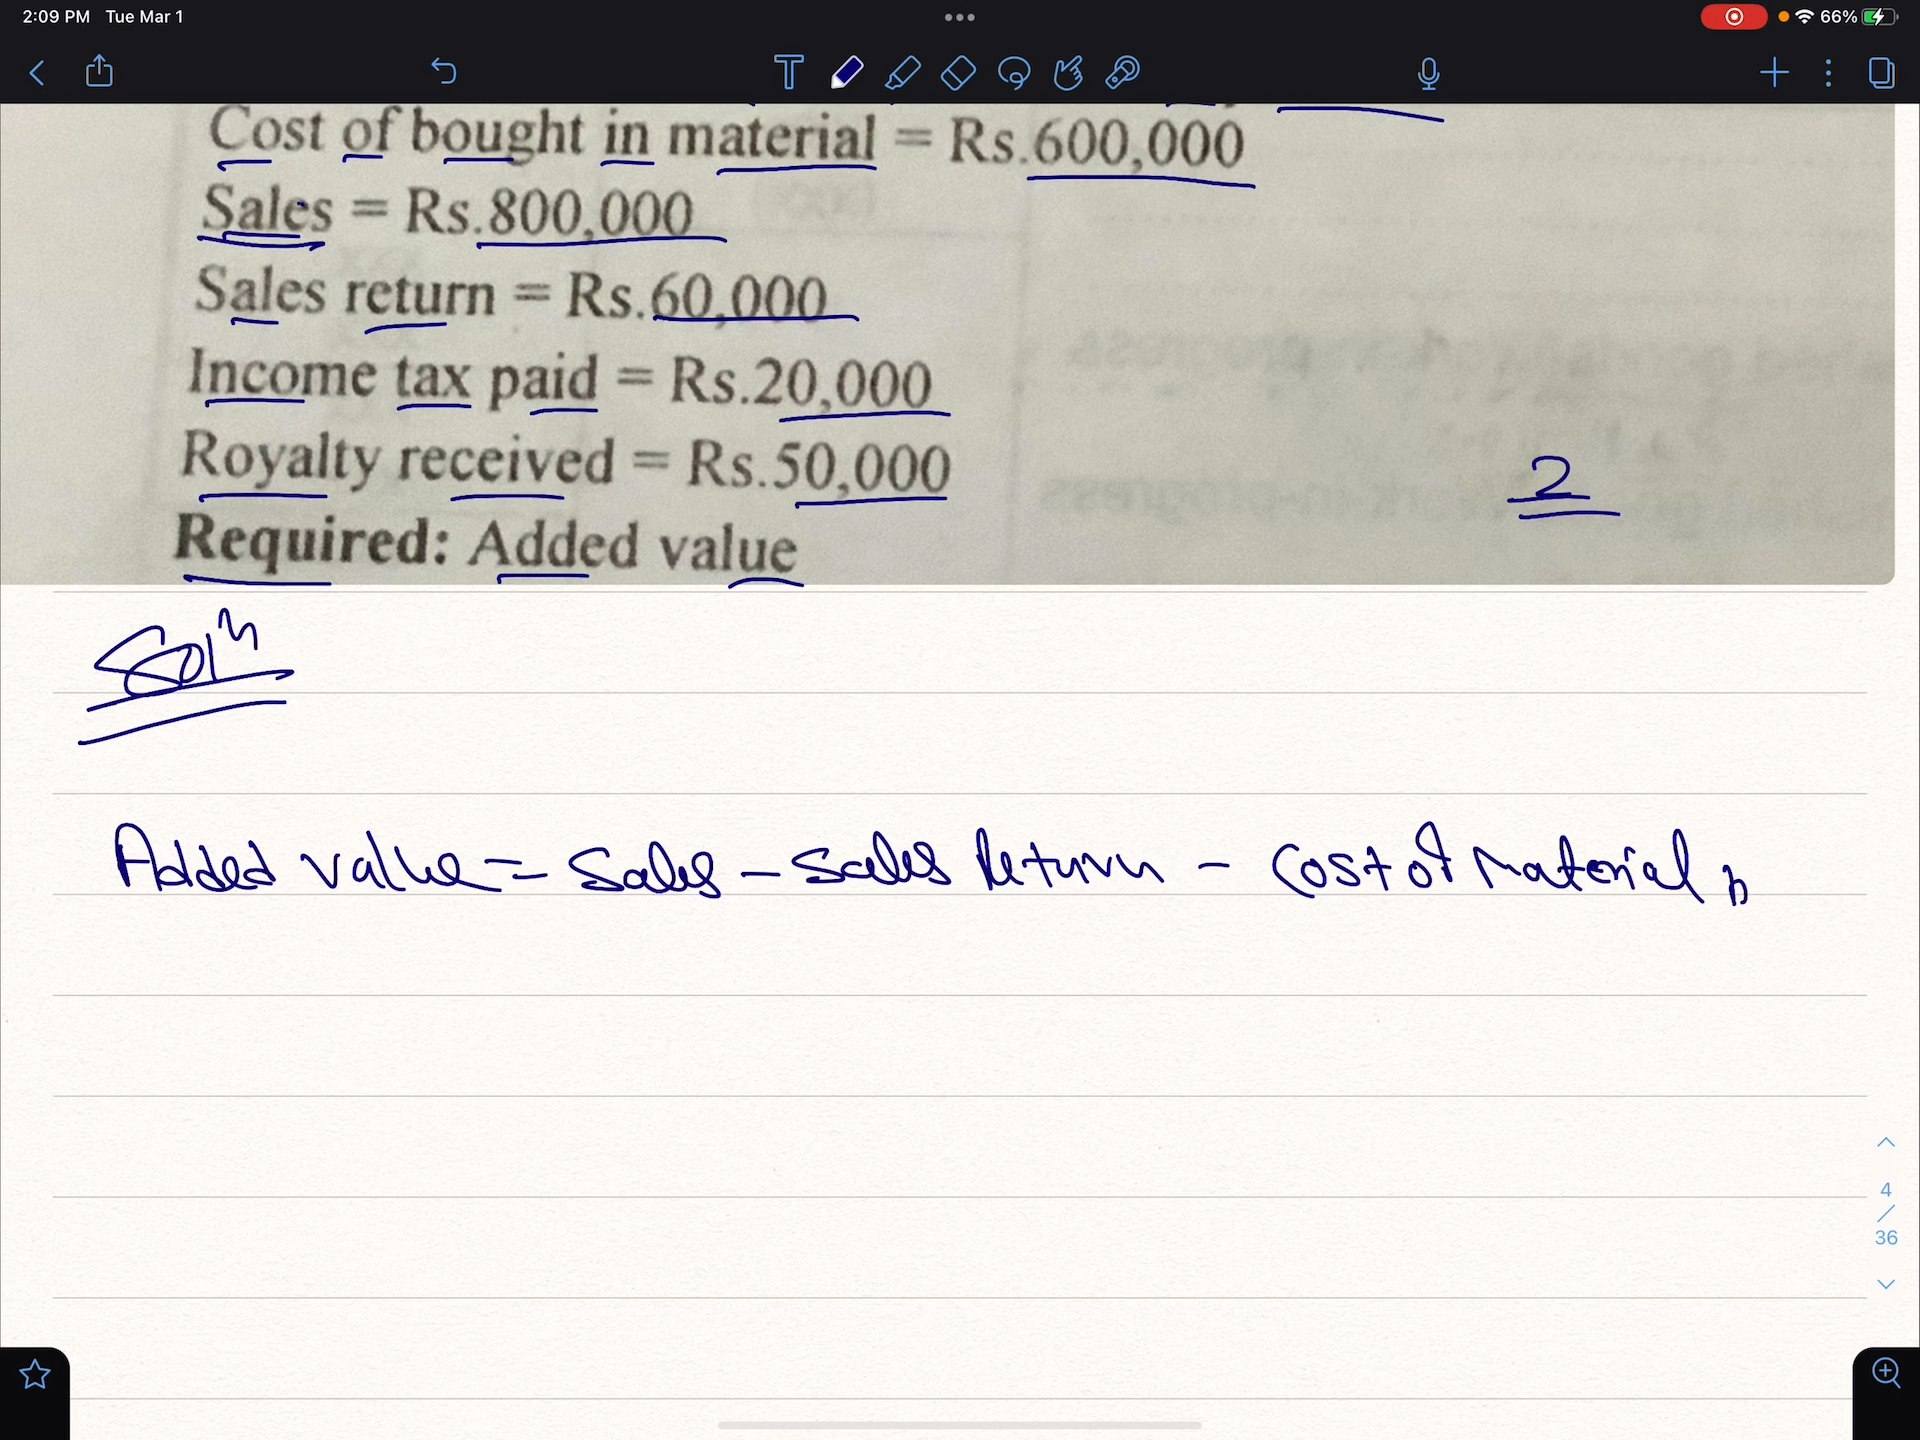 2:09 PM Tue Mar 1
66%
Cost of bought in material = Rs.600,000
Sales = Rs.800,000
Sales return = Rs.60,000
Income tax paid = Rs.20,000
Royalty received = Rs.50,000
2
Required: Added value
Solⁿ
Added value = Sales - Sales Return - Cost of Material b
4
/
36